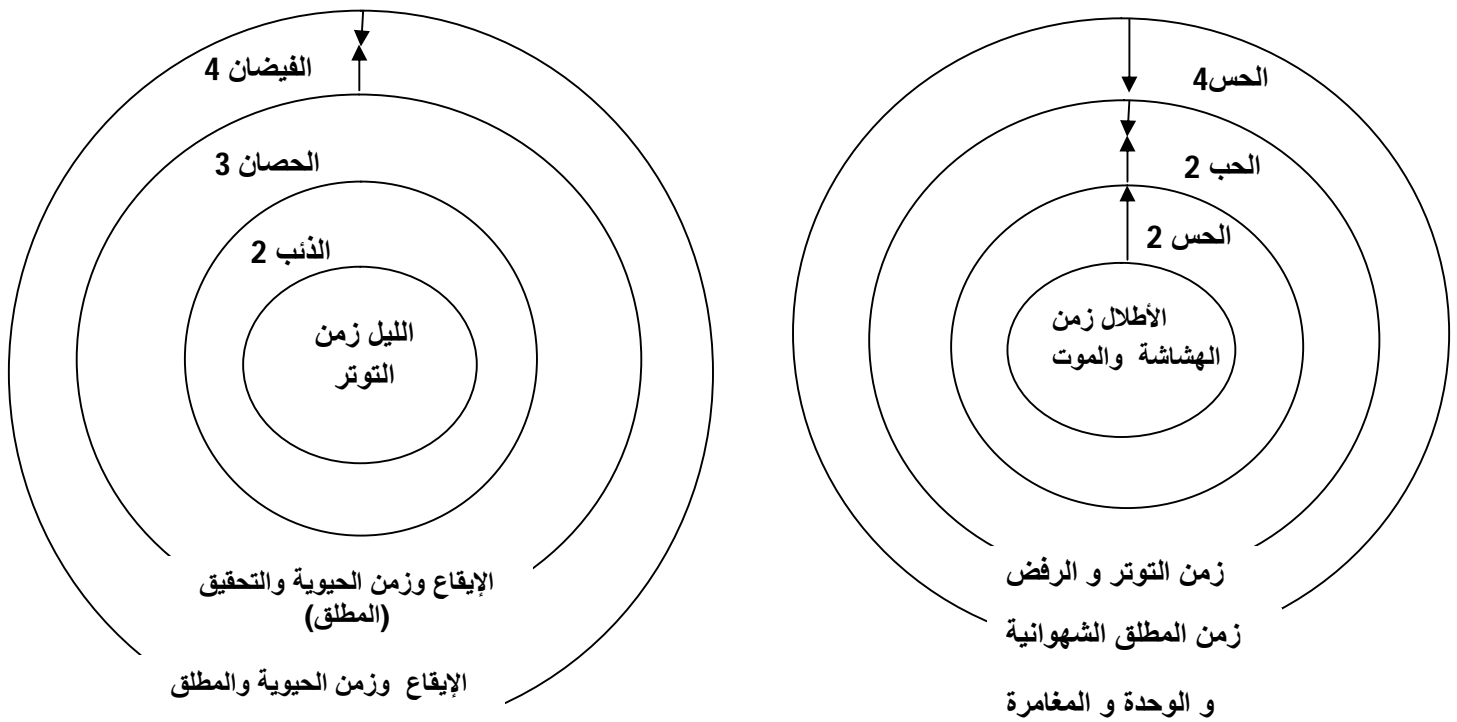 الحس4
الحب 2
الحس 2
الأطلال زمن
الهشاشة والموت
زمن التوتر و الرفض
زمن المطلق الشهوانية
و الوحدة و المغامرة
الفيضان 4
الحصان 3
الذئب 2
الليل زمن
التوتر
الإيقاع وزمن الحيوية والتحقيق
(المطلق)
الإيقاع وزمن الحيوية والمطلق